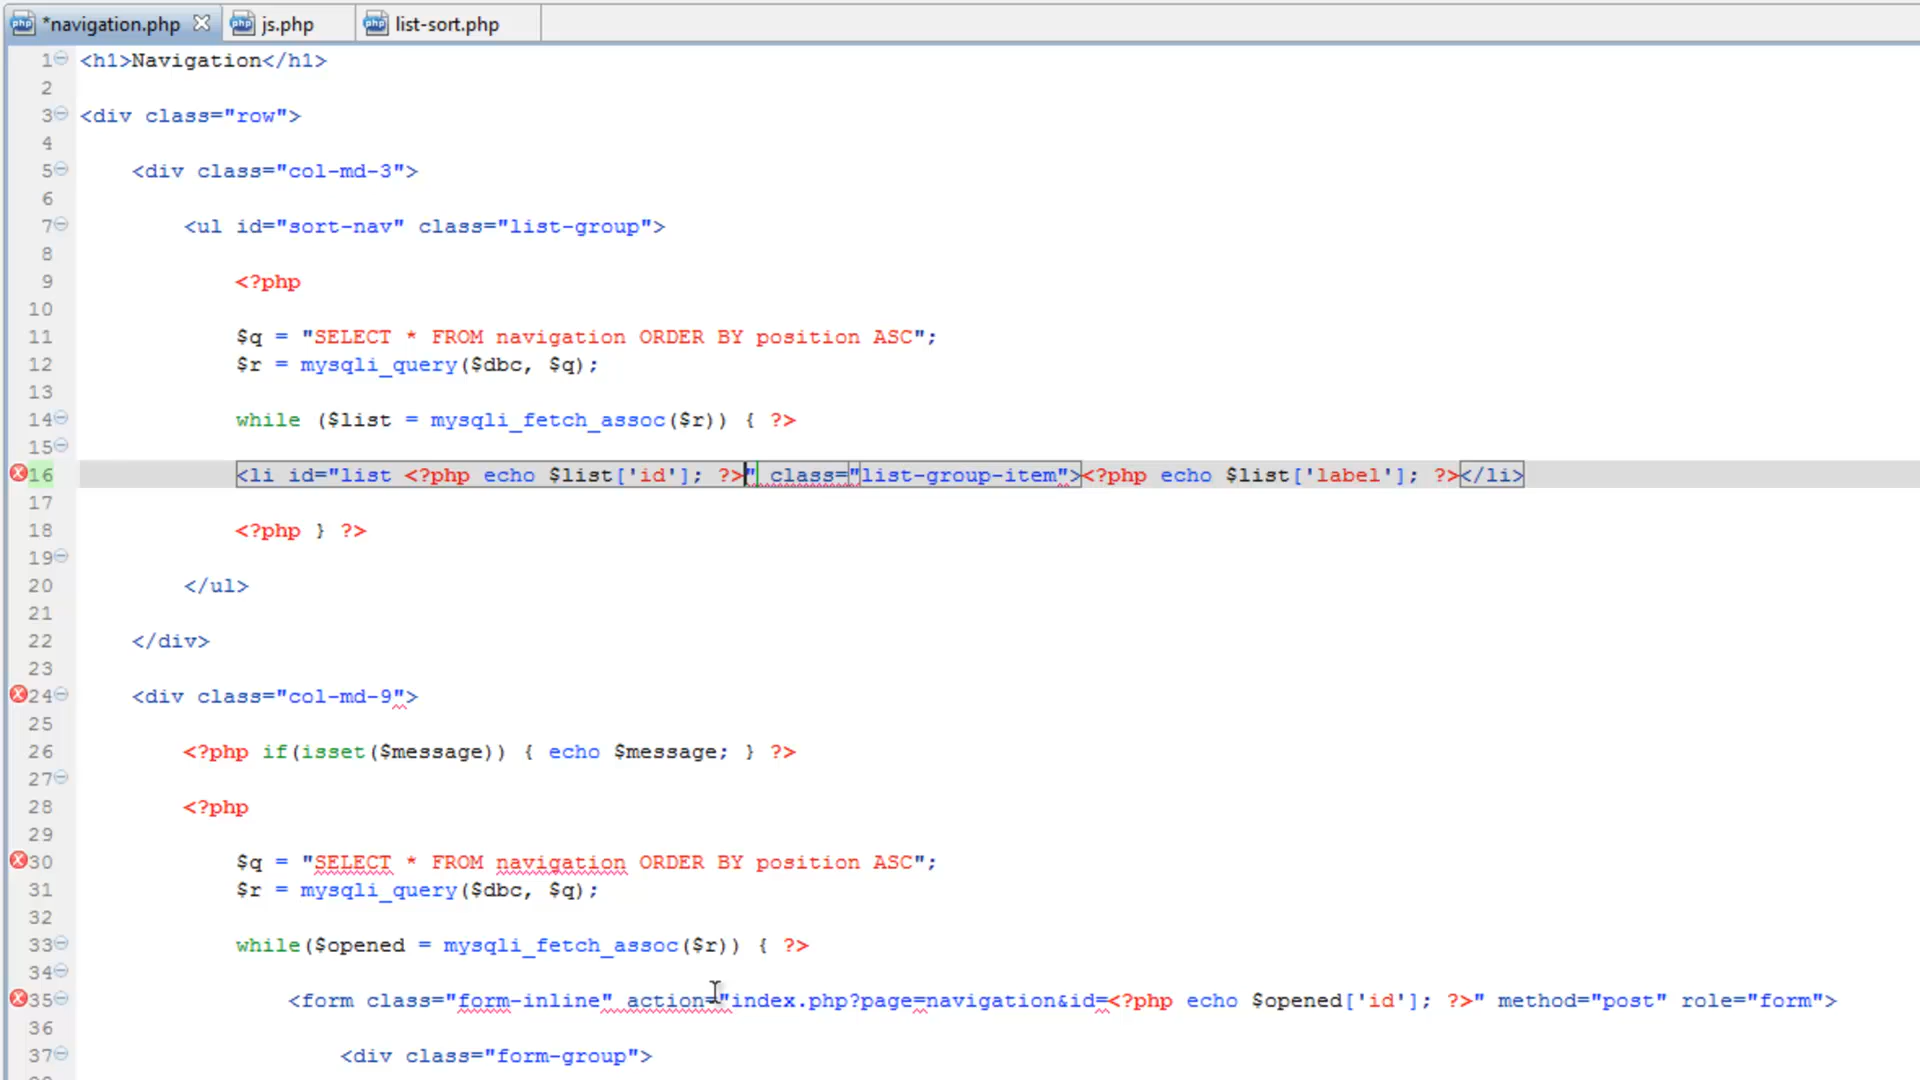 *navigation.php js.php list-sort.php
1 <h1>Navigation</h1>
2
3 <div class="row">
4
5 <div class="col-md-3">
6
7 <ul id="sort-nav" class="list-group">
8
9 <?php
10
11 $q = "SELECT * FROM navigation ORDER BY position ASC";
12 $r = mysqli_query($dbc, $q);
13
14 while ($list = mysqli_fetch_assoc($r)) { ?>
15
16 <li id="list <?php echo $list['id']; ?>" class="list-group-item"><?php echo $list['label']; ?></li>
17
18 <?php } ?>
19
20 </ul>
21
22 </div>
23
24 <div class="col-md-9">
25
26 <?php if(isset($message)) { echo $message; } ?>
27
28 <?php
29
30 $q = "SELECT * FROM navigation ORDER BY position ASC";
31 $r = mysqli_query($dbc, $q);
32
33 while($opened = mysqli_fetch_assoc($r)) { ?>
34
35 <form class="form-inline" action="index.php?page=navigation&id=<?php echo $opened['id']; ?>" method="post" role="form">
36
37 <div class="form-group">